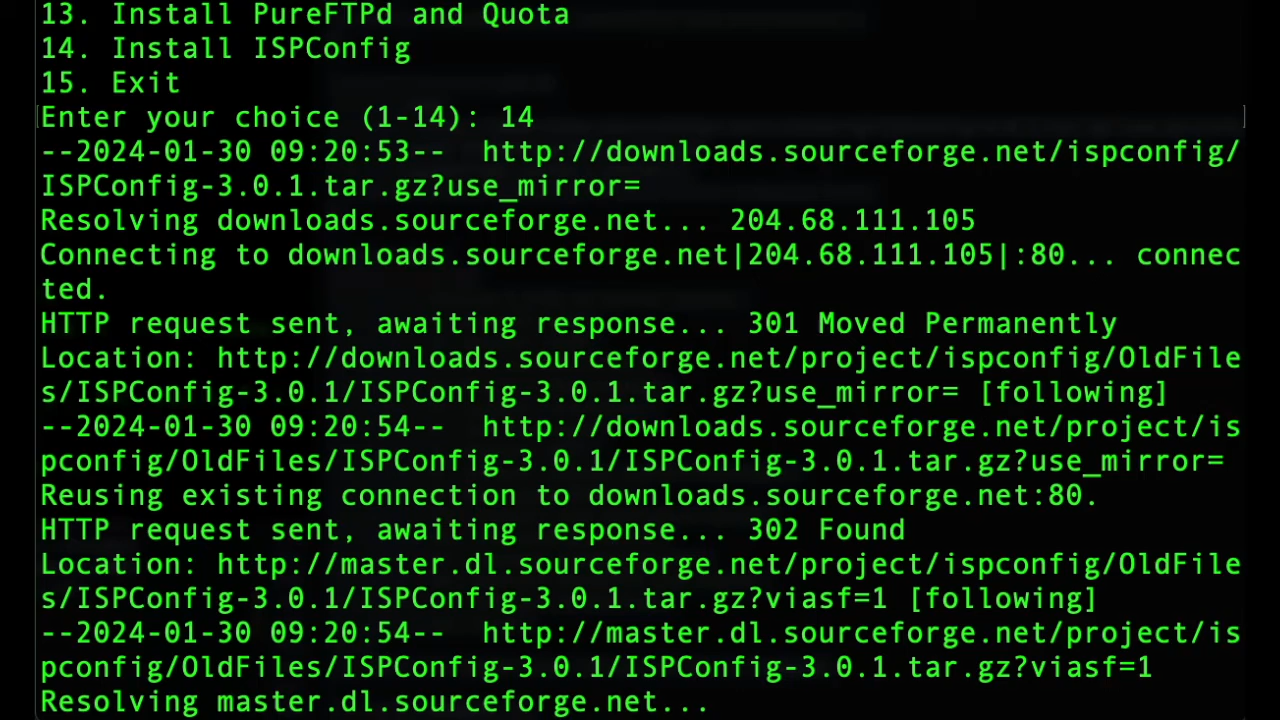 13. Install PureFTPd and Quota
14. Install ISPConfig
15. Exit
Enter your choice (1-14): 14
--2024-01-30 09:20:53--  http://downloads.sourceforge.net/ispconfig/
ISPConfig-3.0.1.tar.gz?use_mirror=
Resolving downloads.sourceforge.net... 204.68.111.105
Connecting to downloads.sourceforge.net|204.68.111.105|:80... connec
ted.
HTTP request sent, awaiting response... 301 Moved Permanently
Location: http://downloads.sourceforge.net/project/ispconfig/OldFile
s/ISPConfig-3.0.1/ISPConfig-3.0.1.tar.gz?use_mirror= [following]
--2024-01-30 09:20:54--  http://downloads.sourceforge.net/project/is
pconfig/OldFiles/ISPConfig-3.0.1/ISPConfig-3.0.1.tar.gz?use_mirror=
Reusing existing connection to downloads.sourceforge.net:80.
HTTP request sent, awaiting response... 302 Found
Location: http://master.dl.sourceforge.net/project/ispconfig/OldFile
s/ISPConfig-3.0.1/ISPConfig-3.0.1.tar.gz?viasf=1 [following]
--2024-01-30 09:20:54--  http://master.dl.sourceforge.net/project/is
pconfig/OldFiles/ISPConfig-3.0.1/ISPConfig-3.0.1.tar.gz?viasf=1
Resolving master.dl.sourceforge.net...